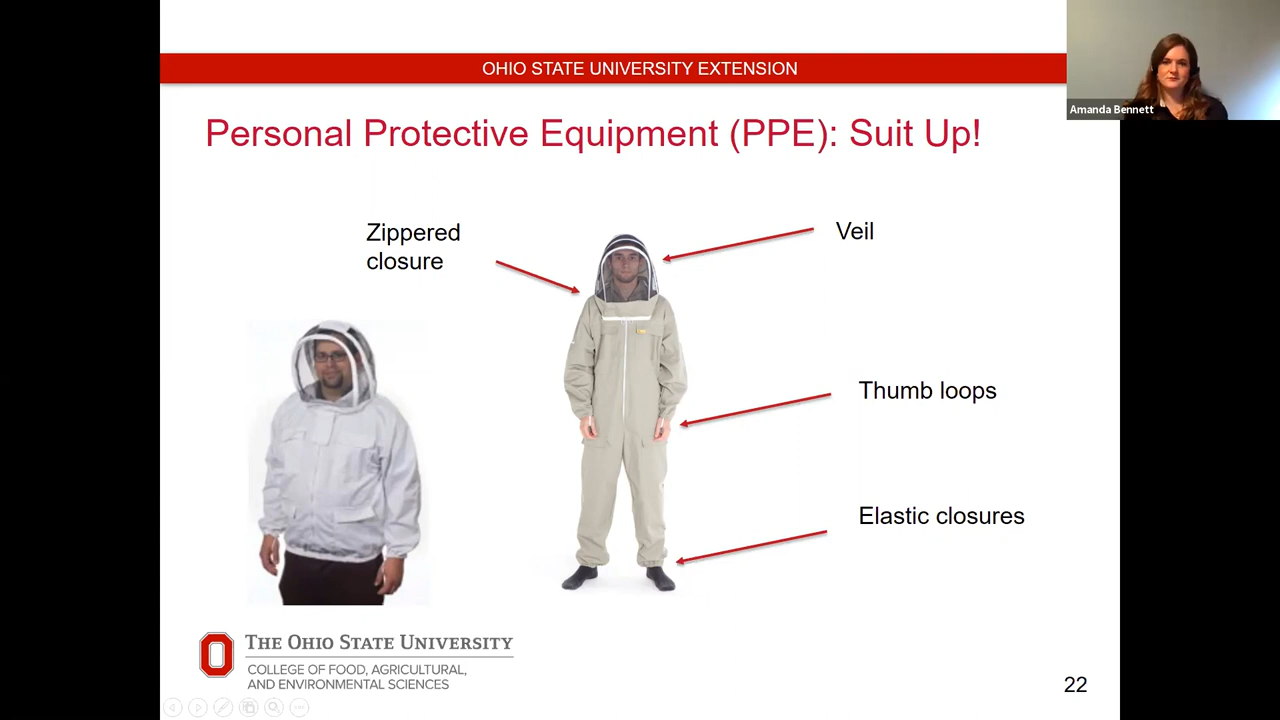 OHIO STATE UNIVERSITY EXTENSION
Amanda Bennett
Personal Protective Equipment (PPE): Suit Up!
Zippered
closure
Veil
Thumb loops
Elastic closures
THE OHIO STATE UNIVERSITY
COLLEGE OF FOOD, AGRICULTURAL,
AND ENVIRONMENTAL SCIENCES
22